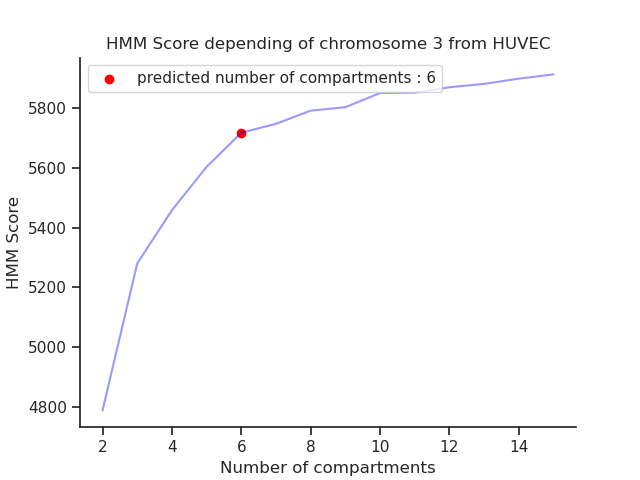 HMM Score depending of chromosome 3 from HUVEC
predicted number of compartments : 6
5800
5600
5400
5200
5000
4800
HMM Score
2 4 6 8 10 12 14
Number of compartments